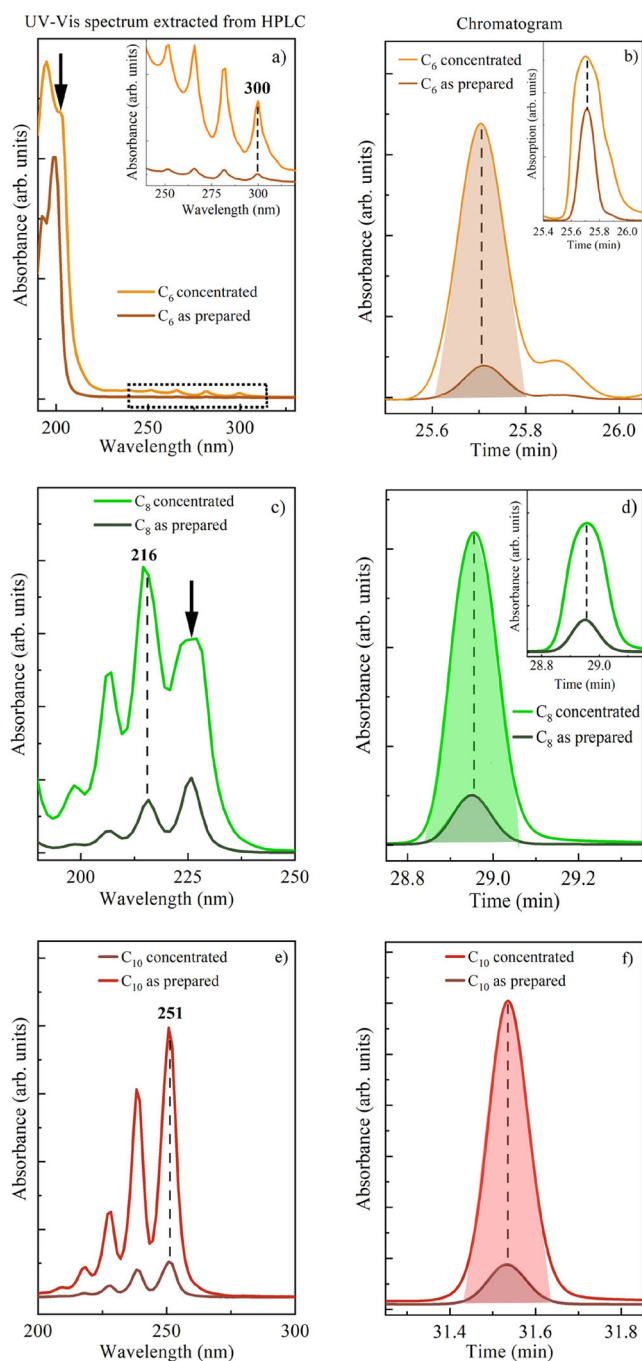 UV-Vis spectrum extracted from HPLC
Chromatogram
a)
Absorbance (arb. units)
300
240 250 275 300
Wavelength (nm)
C₆ concentrated
C₆ as prepared
Absorbance (arb. units)
200 250 300
Wavelength (nm)
b)
C₆ concentrated
C₆ as prepared
Absorption (arb. units)
25.4 25.6 25.8 26.0
Time (min)
Absorbance (arb. units)
25.6 25.8 26.0
Time (min)
C₈ concentrated
C₈ as prepared
c)
216
Absorbance (arb. units)
200 225 250
Wavelength (nm)
d)
Absorbance (arb. units)
28.8 29.0
Time (min)
C₈ concentrated
C₈ as prepared
Absorbance (arb. units)
28.8 29.0 29.2
Time (min)
C₁₀ concentrated
C₁₀ as prepared
e)
251
Absorbance (arb. units)
200 250 300
Wavelength (nm)
C₁₀ concentrated
C₁₀ as prepared
f)
Absorbance (arb. units)
31.4 31.6 31.8
Time (min)